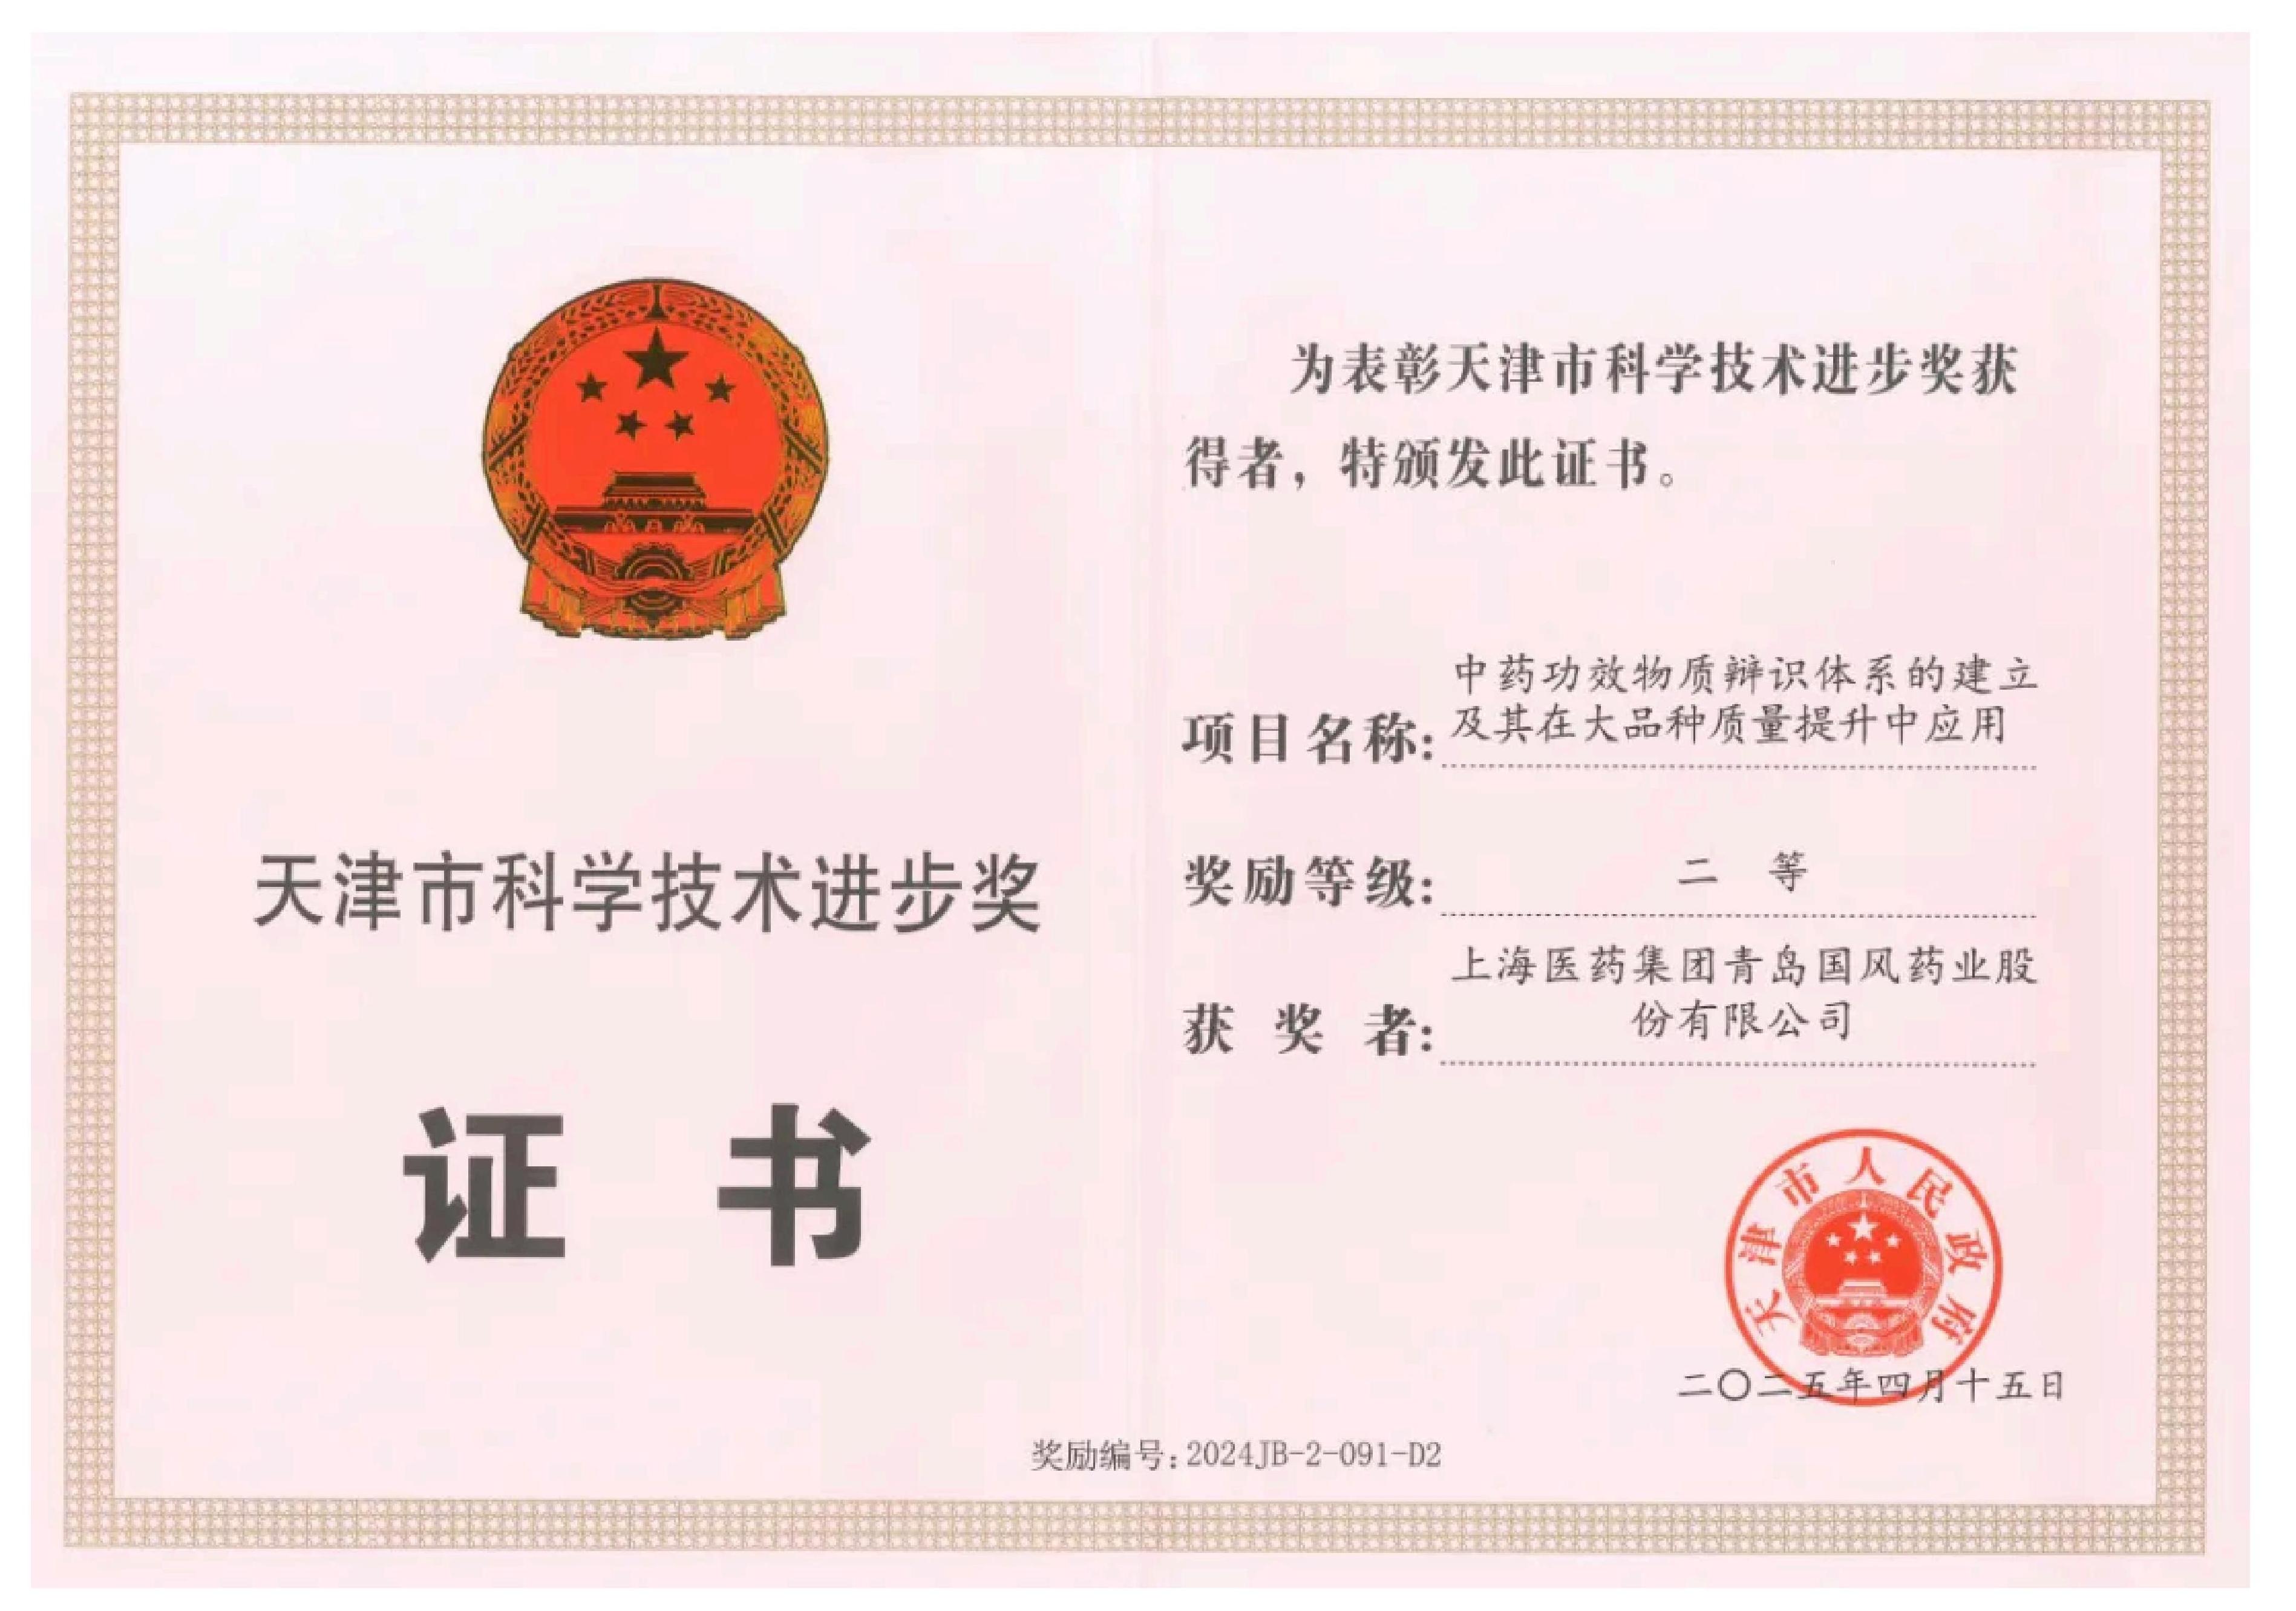 天津市科学技术进步奖
证 书
为表彰天津市科学技术进步奖获
得者，特颁发此证书。
项目名称：中药功效物质辩识体系的建立
及其在大品种质量提升中应用
奖励等级：二 等
获 奖 者：上海医药集团青岛国风药业股
份有限公司
天津市人民政府
二〇二五年四月十五日
奖励编号：2024JB-2-091-D2